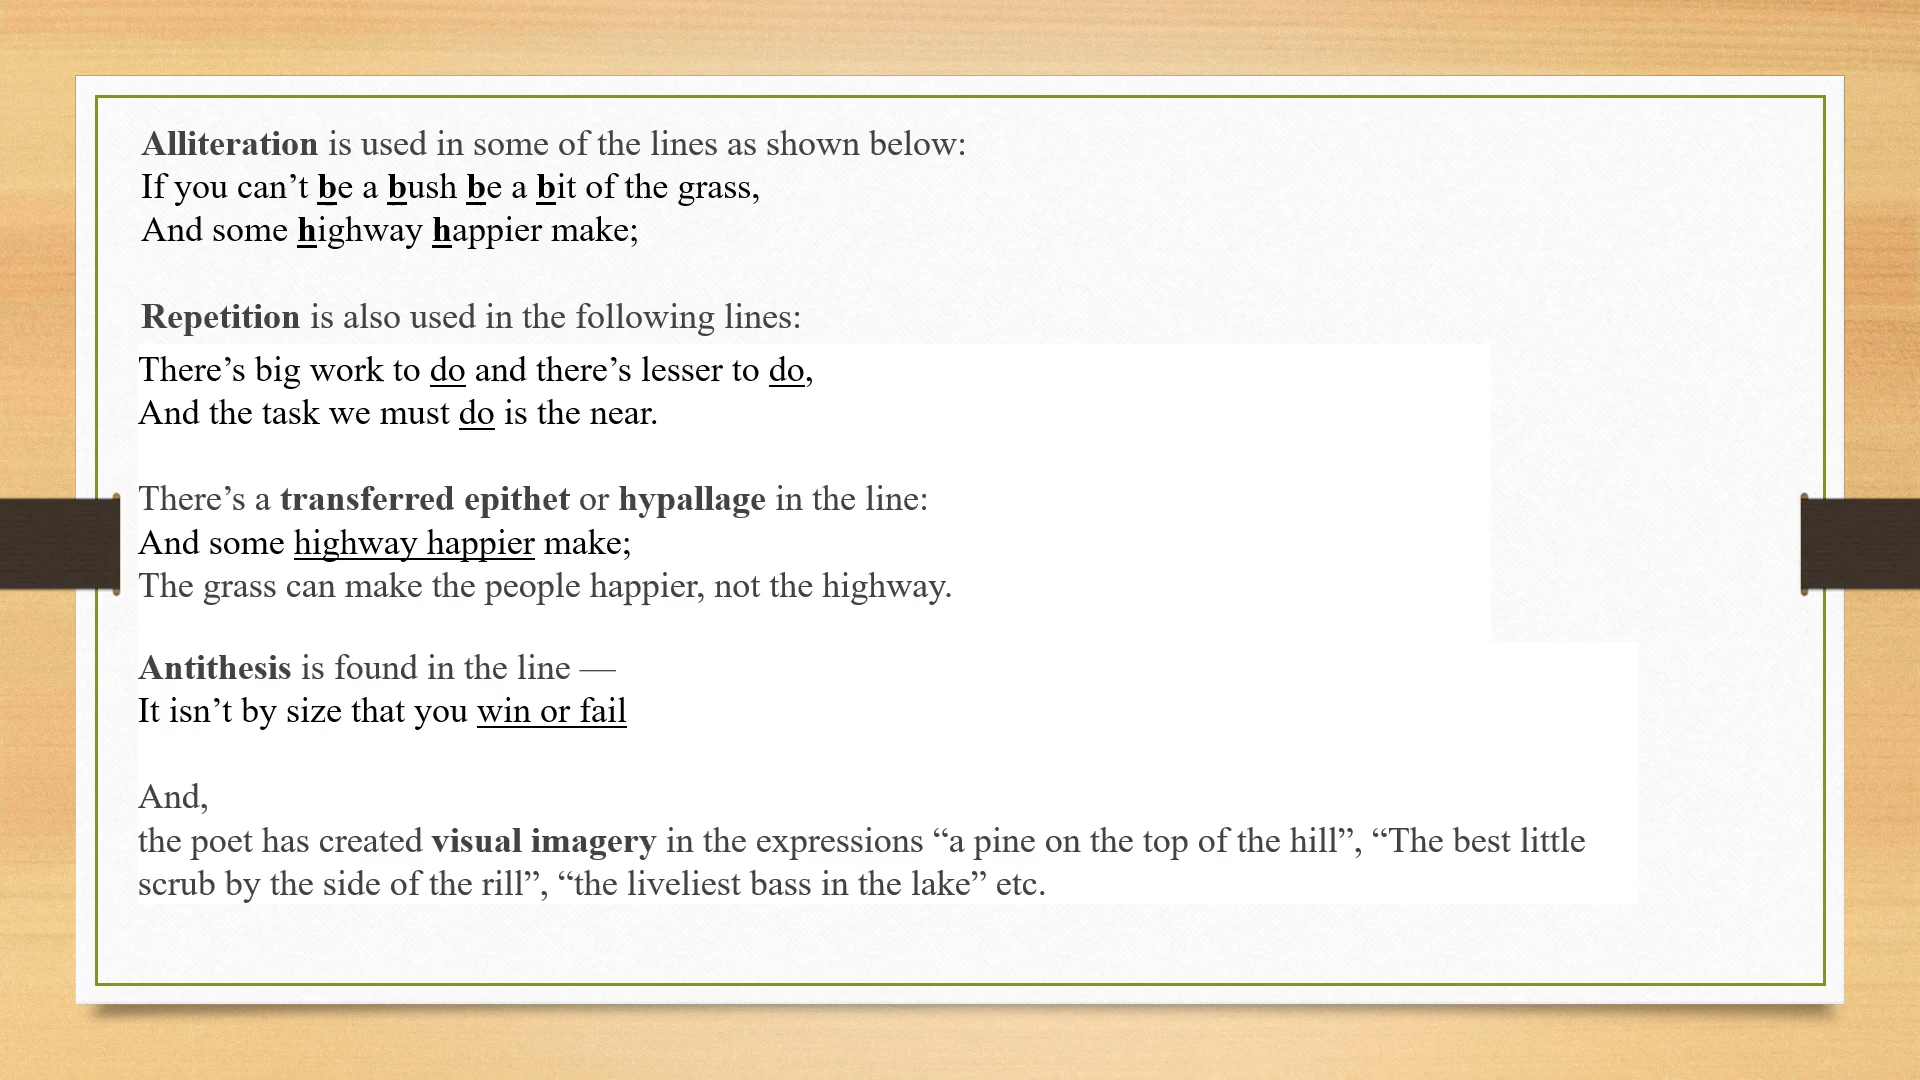 Alliteration is used in some of the lines as shown below:
If you can’t be a bush be a bit of the grass,
And some highway happier make;
Repetition is also used in the following lines:
There’s big work to do and there’s lesser to do,
And the task we must do is the near.
There’s a transferred epithet or hypallage in the line:
And some highway happier make;
The grass can make the people happier, not the highway.
Antithesis is found in the line —
It isn’t by size that you win or fail
And,
the poet has created visual imagery in the expressions “a pine on the top of the hill”, “The best little
scrub by the side of the rill”, “the liveliest bass in the lake” etc.